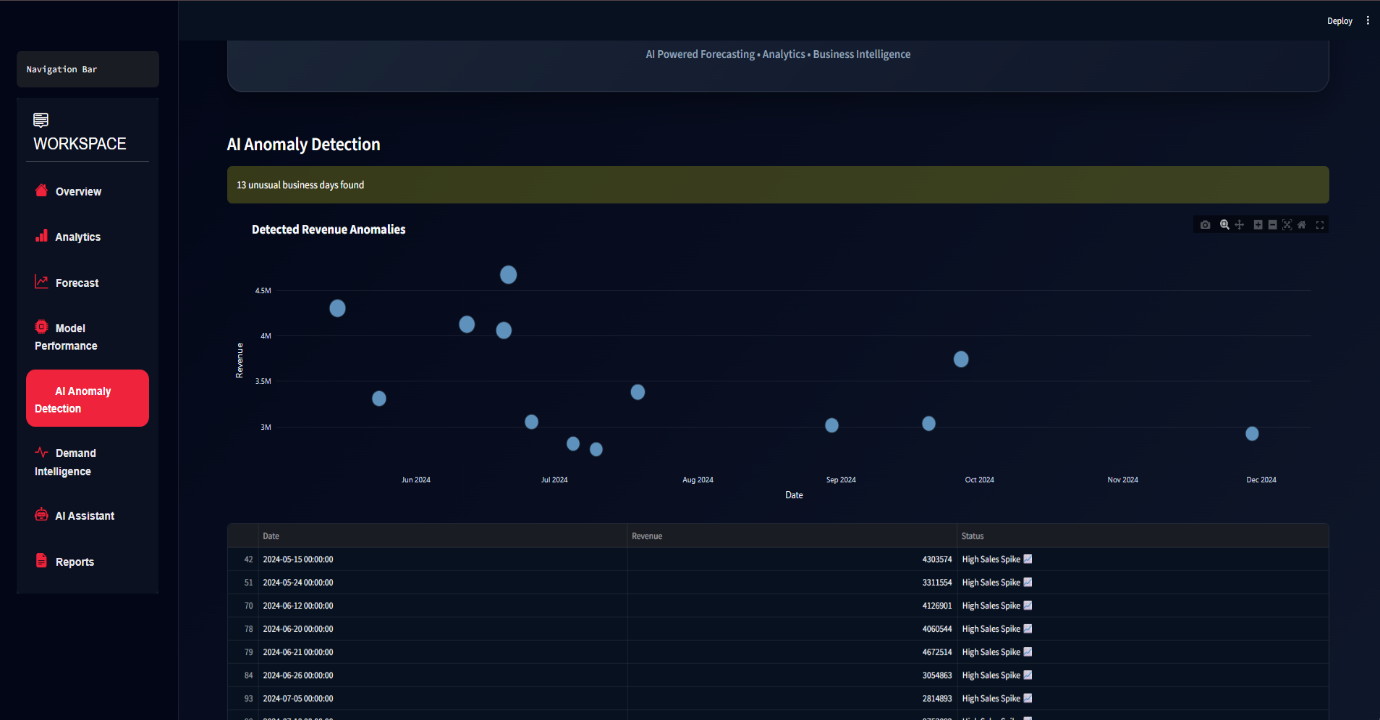 Deploy
Navigation Bar
WORKSPACE
Overview
Analytics
Forecast
Model
Performance
AI Anomaly
Detection
Demand
Intelligence
AI Assistant
Reports
AI Powered Forecasting • Analytics • Business Intelligence
AI Anomaly Detection
13 unusual business days found
Detected Revenue Anomalies
4.5M
4M
3.5M
3M
Revenue
Jun 2024 Jul 2024 Aug 2024 Sep 2024 Oct 2024 Nov 2024 Dec 2024
Date
Date Revenue Status
42 2024-05-15 00:00:00 4303574 High Sales Spike 📈
51 2024-05-24 00:00:00 3311554 High Sales Spike 📈
70 2024-06-12 00:00:00 4126901 High Sales Spike 📈
78 2024-06-20 00:00:00 4060544 High Sales Spike 📈
79 2024-06-21 00:00:00 4672514 High Sales Spike 📈
84 2024-06-26 00:00:00 3054863 High Sales Spike 📈
93 2024-07-05 00:00:00 2814893 High Sales Spike 📈